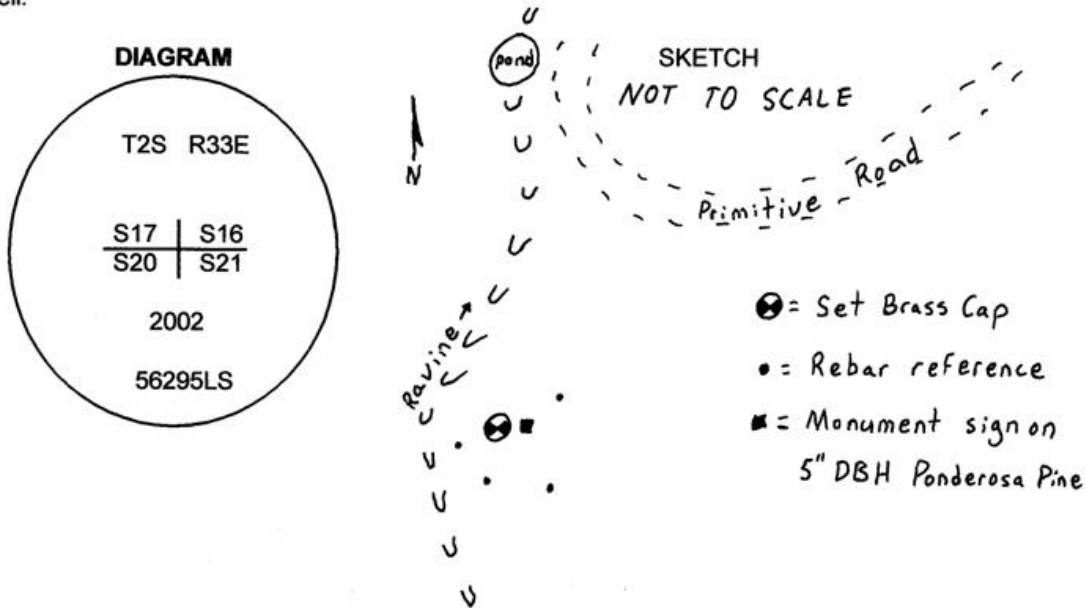 DIAGRAM
T2S R33E
S17 S16
S20 S21
2002
56295LS
pond
SKETCH
NOT TO SCALE
N
Primitive Road
Ravine
= Set Brass Cap
= Rebar reference
= Monument sign on
5" DBH Ponderosa Pine